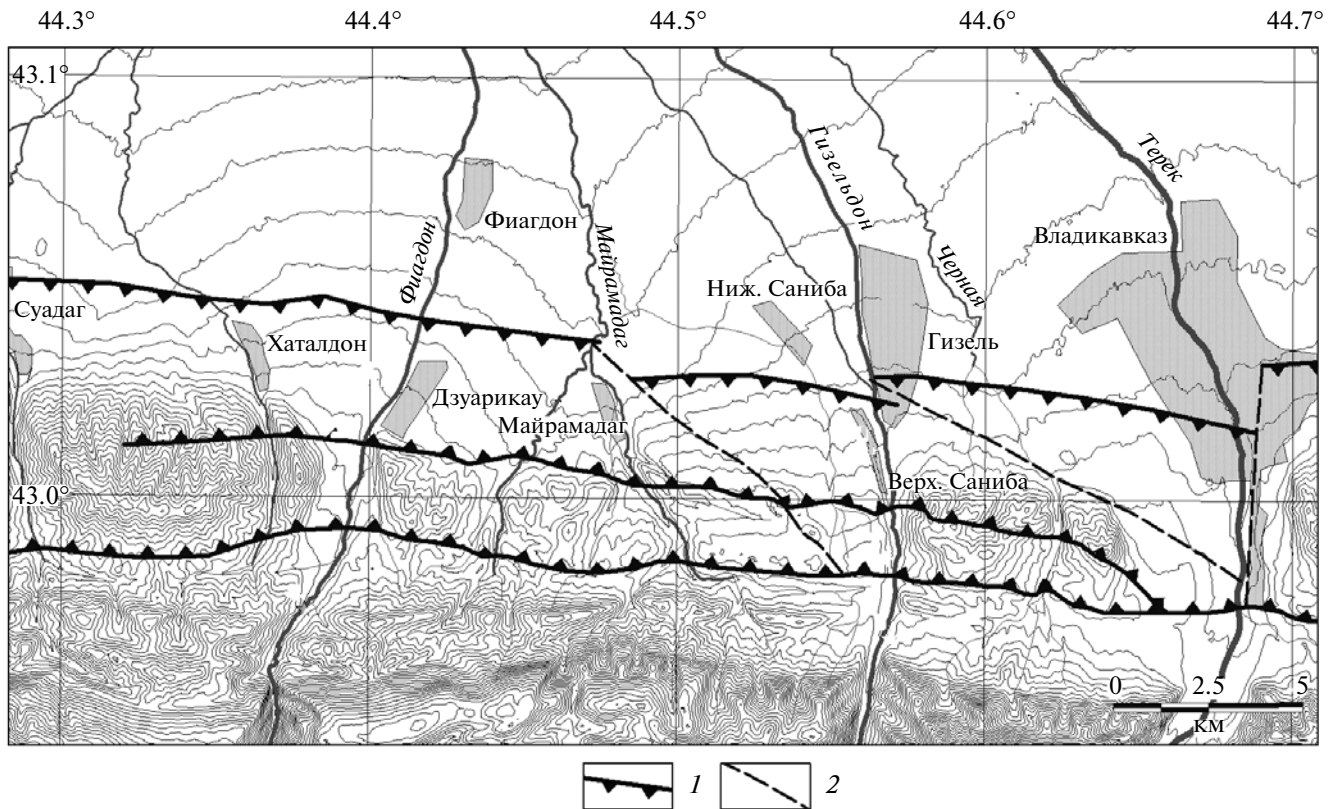 44.3° 44.4° 44.5° 44.6° 44.7°
43.1°
Фиагдон
Гизельдон
Терек
Фиагдон
Майрамадаг
Черная
Владикавказ
Суадаг
Хаталдон
Ниж. Саниба
Гизель
Дзуарикау
Майрамадаг
43.0°
Верх. Саниба
0 2.5 5
км
1 2